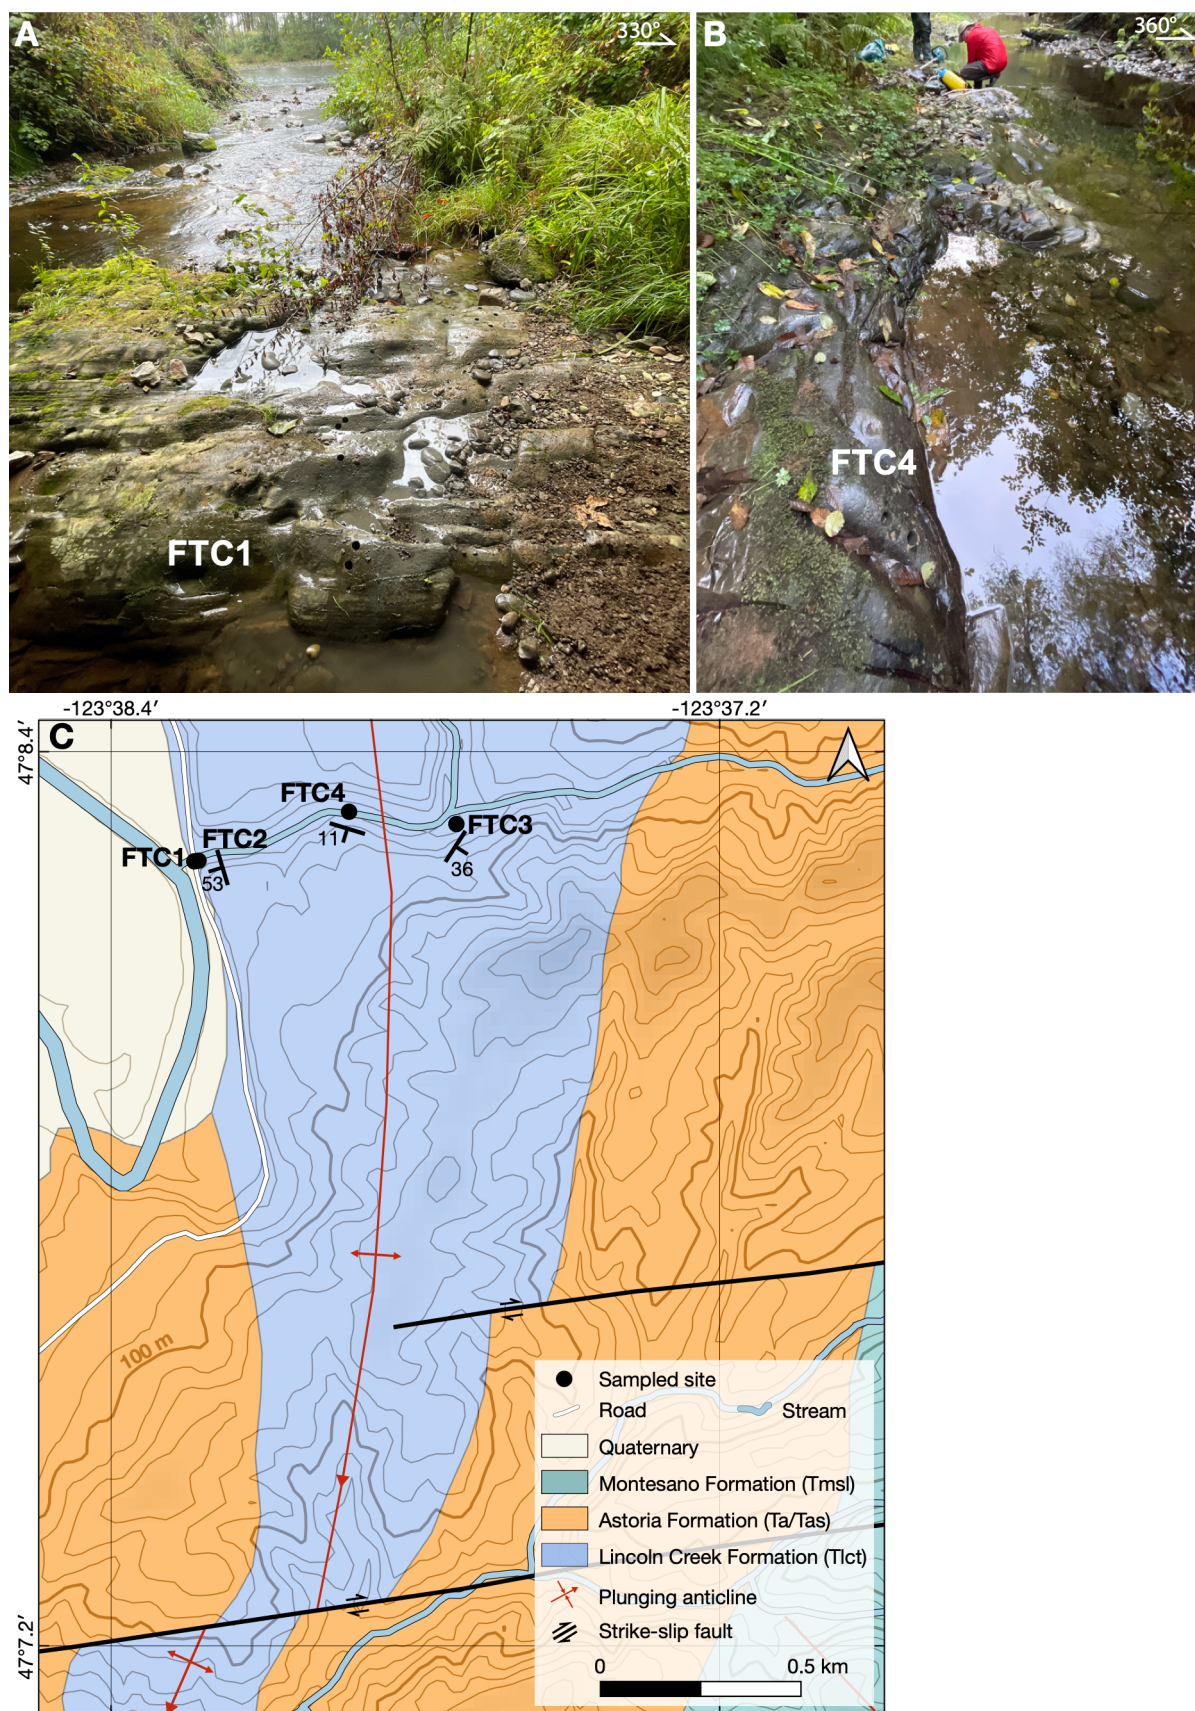 A
330°
FTC1
B
360°
FTC4
-123°38.4′
-123°37.2′
C
47°8.4′
FTC4
11
FTC3
36
FTC2
FTC1
53
100 m
47°7.2′
Sampled site
Road
Stream
Quaternary
Montesano Formation (Tmsl)
Astoria Formation (Ta/Tas)
Lincoln Creek Formation (Tlct)
Plunging anticline
Strike-slip fault
0 0.5 km